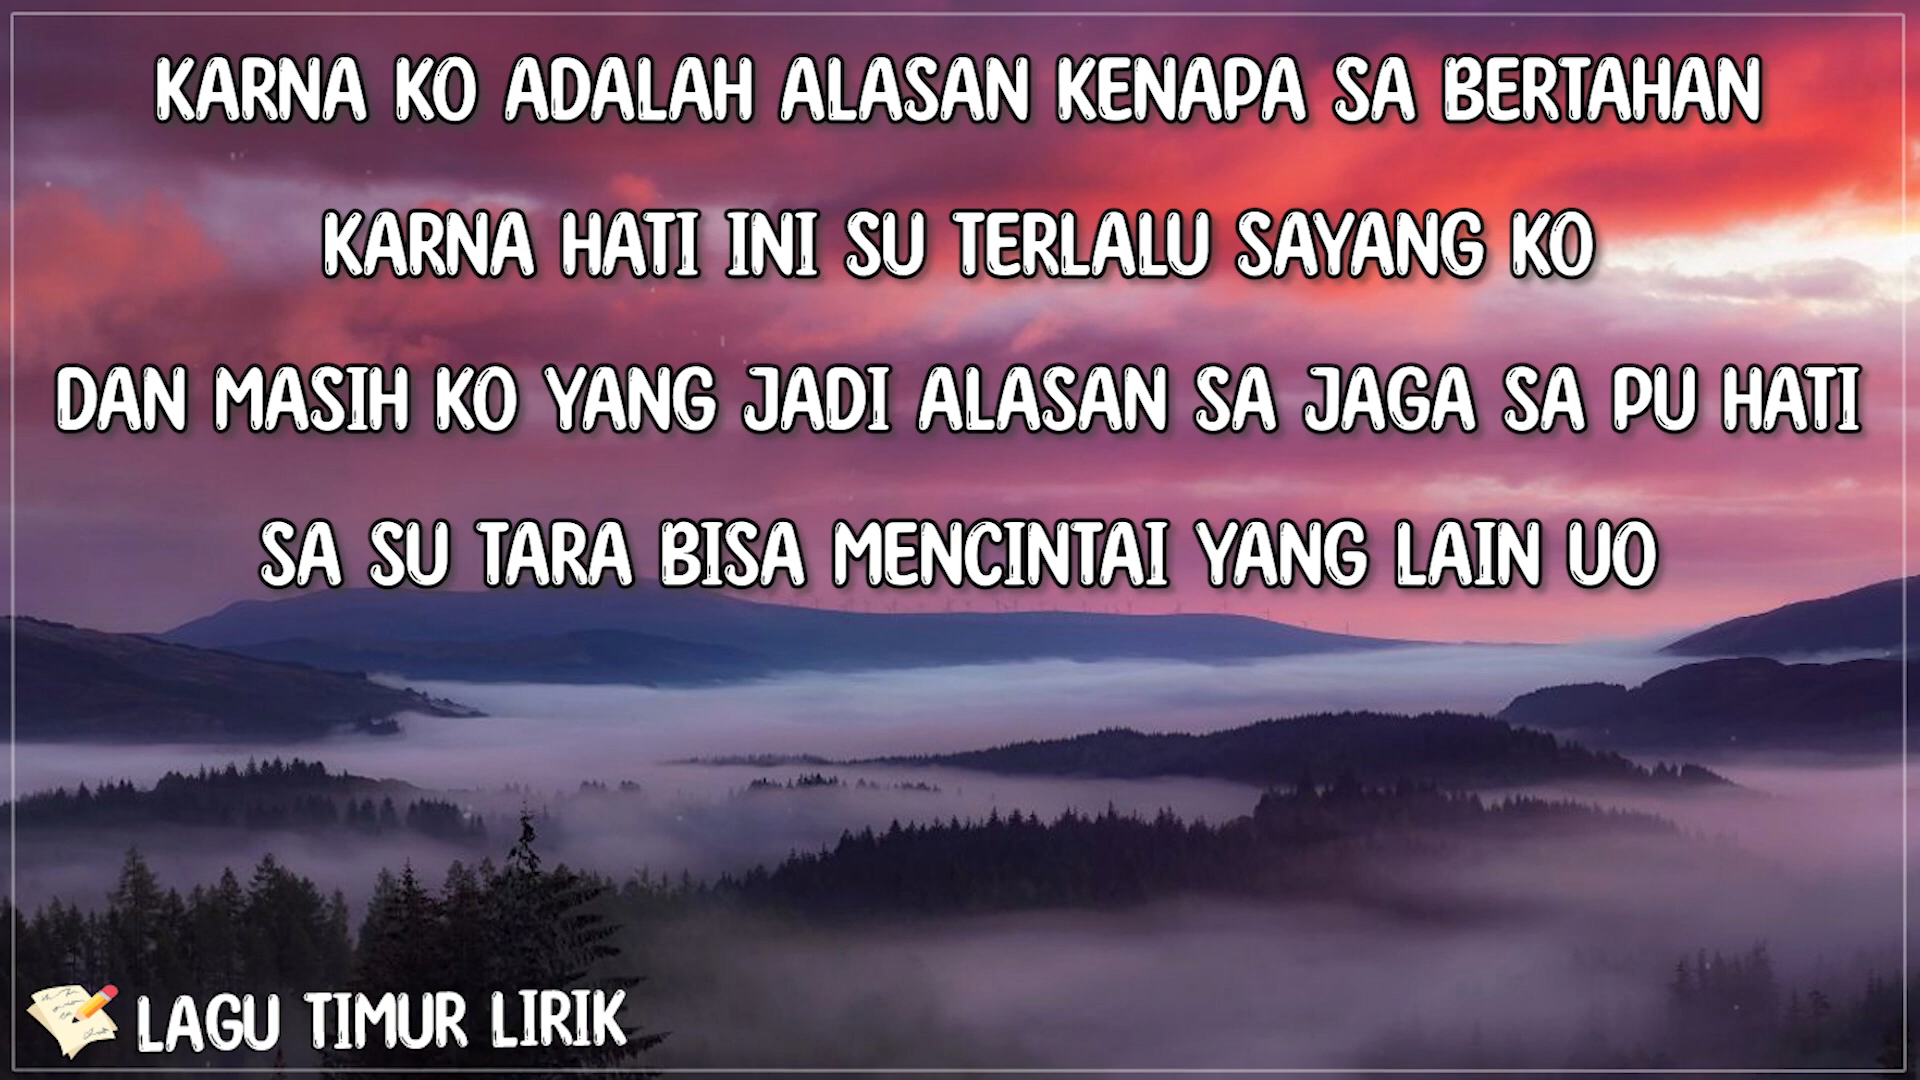 KARNA KO ADALAH ALASAN KENAPA SA BERTAHAN
KARNA HATI INI SU TERLALU SAYANG KO
DAN MASIH KO YANG JADI ALASAN SA JAGA SA PU HATI
SA SU TARA BISA MENCINTAI YANG LAIN UO
LAGU TIMUR LIRIK